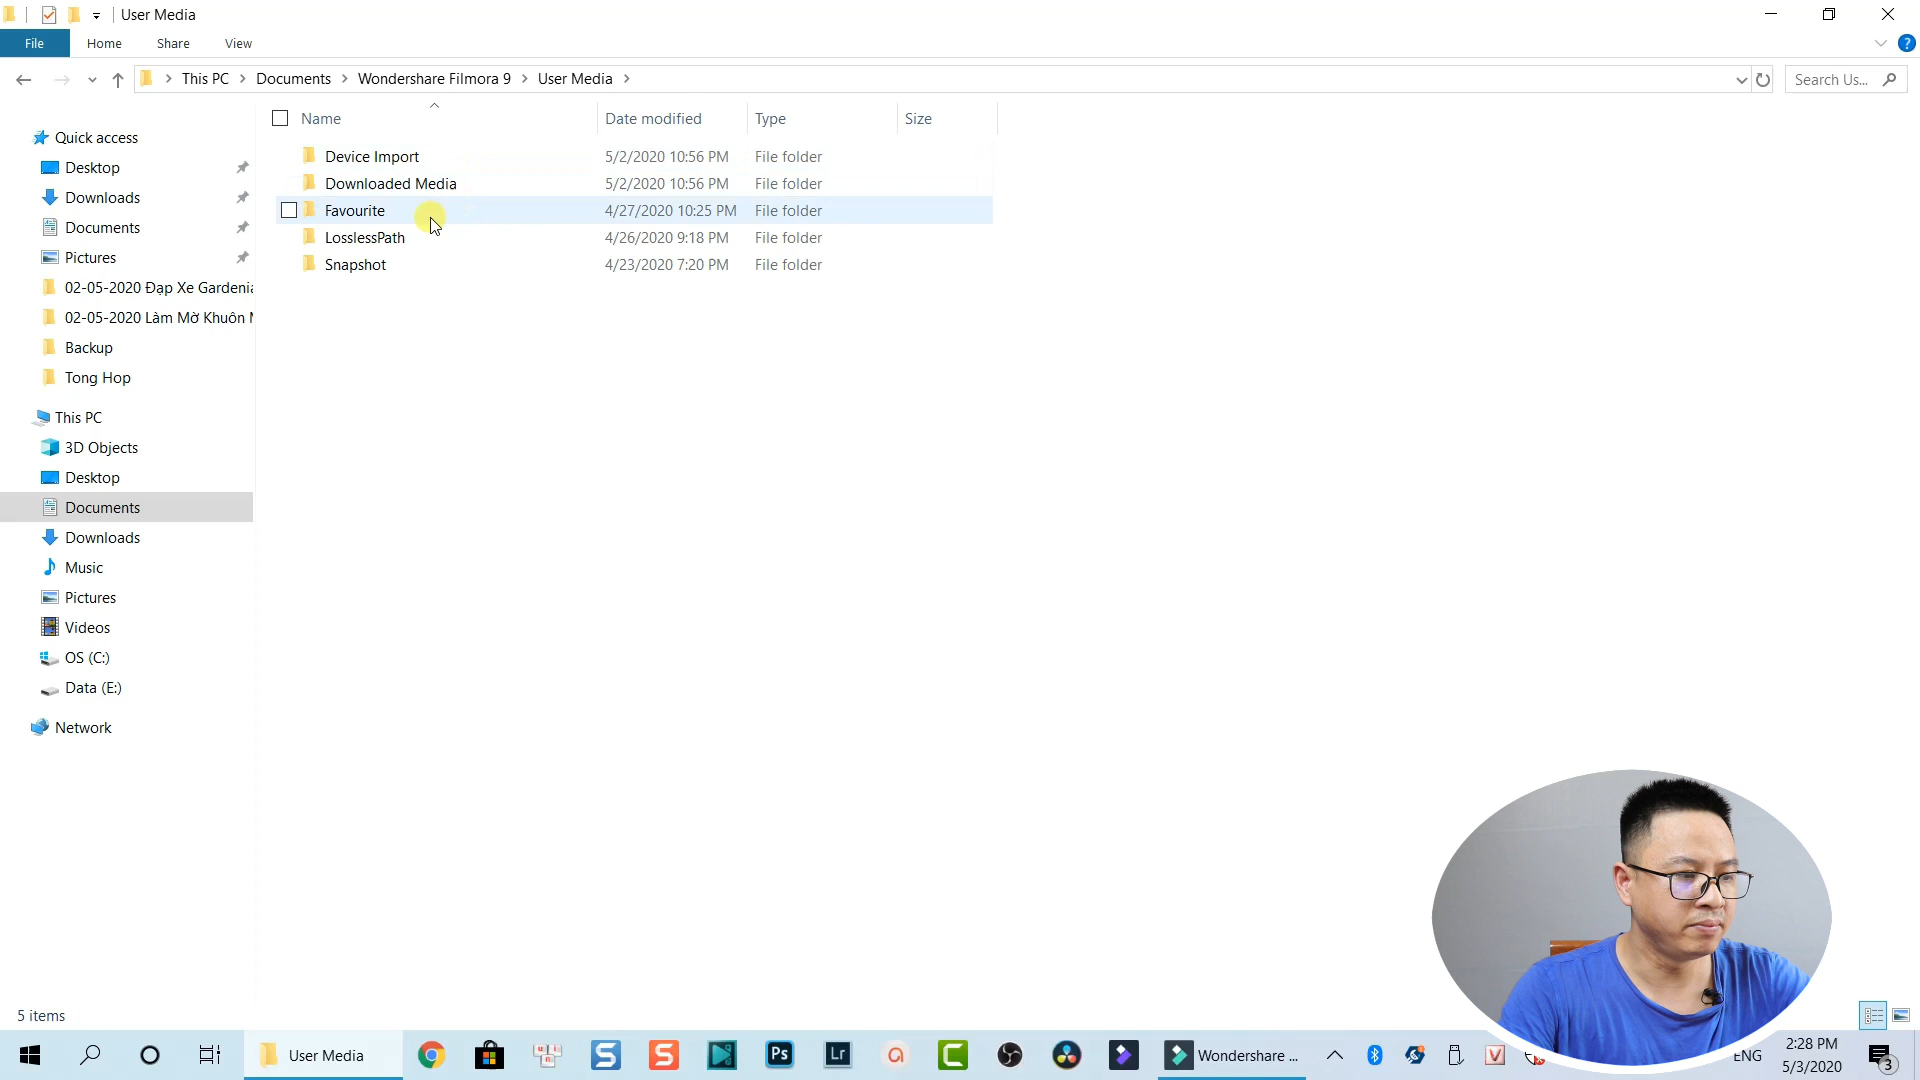 User Media
File Home Share View
This PC Documents Wondershare Filmora 9 User Media
Search Us...
Name Date modified Type Size
Device Import 5/2/2020 10:56 PM File folder
Downloaded Media 5/2/2020 10:56 PM File folder
Favourite 4/27/2020 10:25 PM File folder
LosslessPath 4/26/2020 9:18 PM File folder
Snapshot 4/23/2020 7:20 PM File folder
Quick access
Desktop
Downloads
Documents
Pictures
02-05-2020 Đạp Xe Gardenia
02-05-2020 Làm Mờ Khuôn
Backup
Tong Hop
This PC
3D Objects
Desktop
Documents
Downloads
Music
Pictures
Videos
OS (C:)
Data (E:)
Network
5 items
User Media
Ps
Lr
Wondershare ...
ENG
2:28 PM
5/3/2020
3